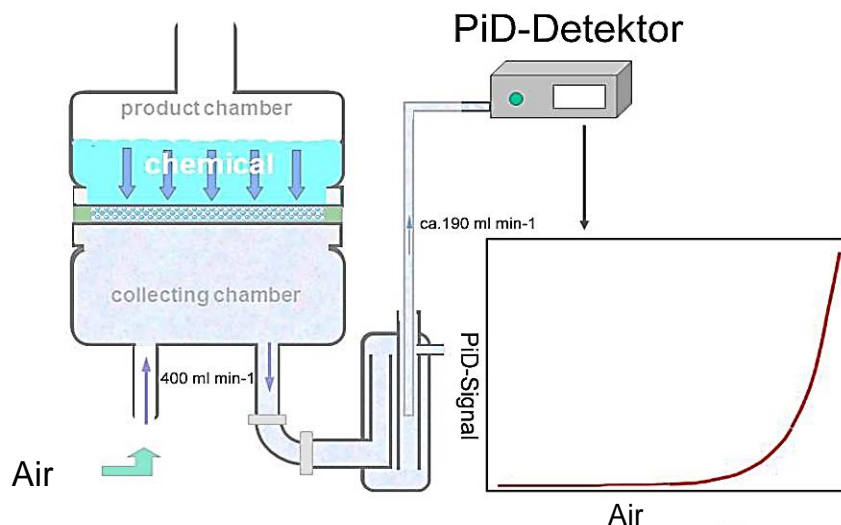 PiD-Detektor
product chamber
chemical
ca.190 ml min-1
collecting chamber
400 ml min-1
PiD-Signal
Air
Air